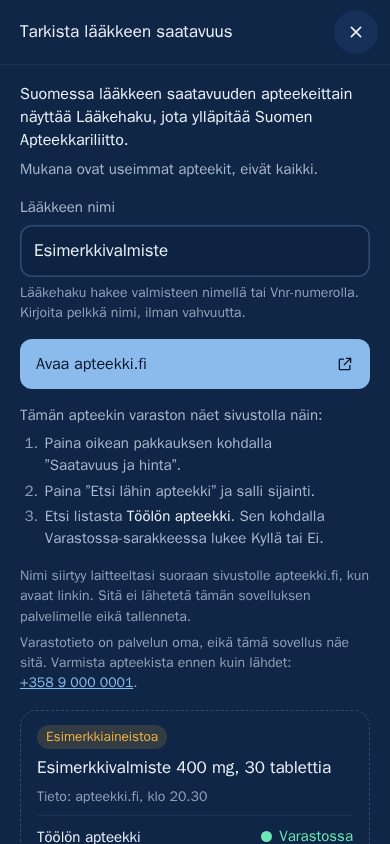 Tarkista lääkkeen saatavuus
Suomessa lääkkeen saatavuuden apteekeittain
näyttää Lääkehaku, jota ylläpitää Suomen
Apteekkariliitto.
Mukana ovat useimmat apteekit, eivät kaikki.
Lääkkeen nimi
Esimerkkivalmiste
Lääkehaku hakee valmisteen nimellä tai Vnr-numerolla.
Kirjoita pelkkä nimi, ilman vahvuutta.
Avaa apteekki.fi
Tämän apteekin varaston näet sivustolla näin:
1. Paina oikean pakkauksen kohdalla
”Saatavuus ja hinta”.
2. Paina ”Etsi lähin apteekki” ja salli sijainti.
3. Etsi listasta Töölön apteekki. Sen kohdalla
Varastossa-sarakkeessa lukee Kyllä tai Ei.
Nimi siirtyy laitteeltasi suoraan sivustolle apteekki.fi, kun
avaat linkin. Sitä ei lähetetä tämän sovelluksen
palvelimelle eikä tallenneta.
Varastotieto on palvelun oma, eikä tämä sovellus näe
sitä. Varmista apteekista ennen kuin lähdet:
+358 9 000 0001.
Esimerkkiaineistoa
Esimerkkivalmiste 400 mg, 30 tablettia
Tieto: apteekki.fi, klo 20.30
Töölön apteekki Varastossa